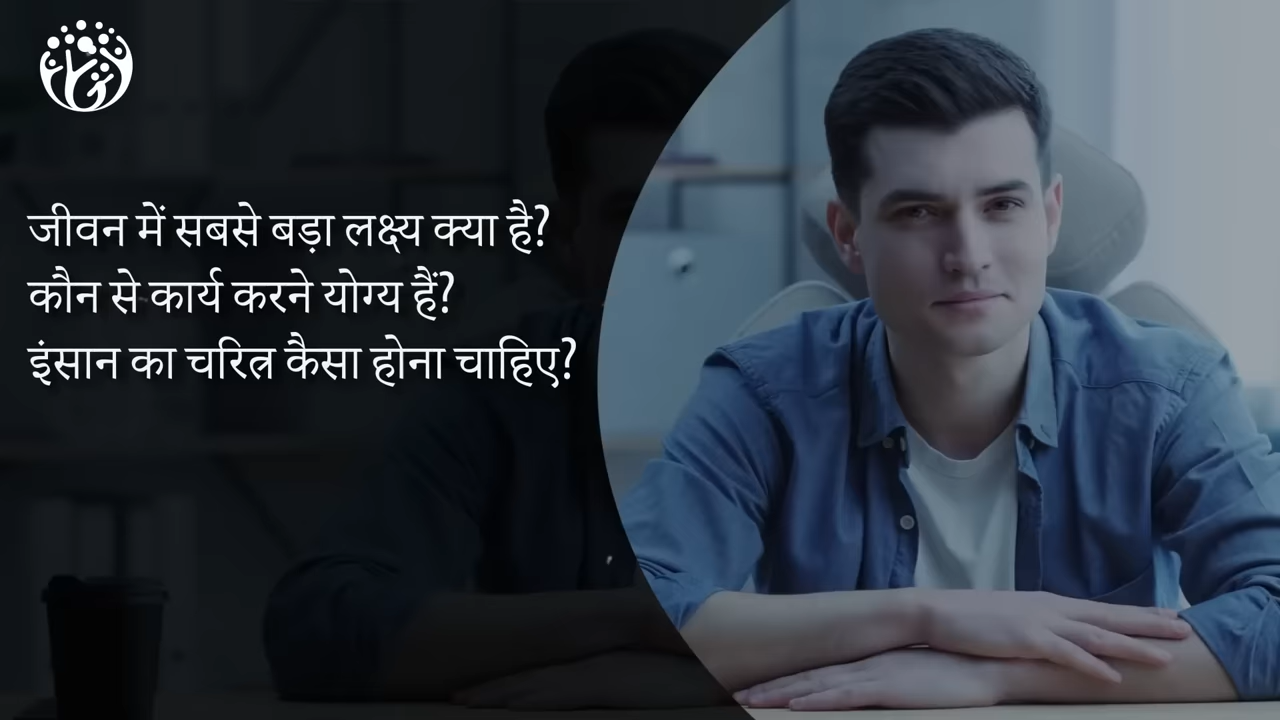 जीवन में सबसे बड़ा लक्ष्य क्या है?
कौन से कार्य करने योग्य हैं?
इंसान का चरित्र कैसा होना चाहिए?